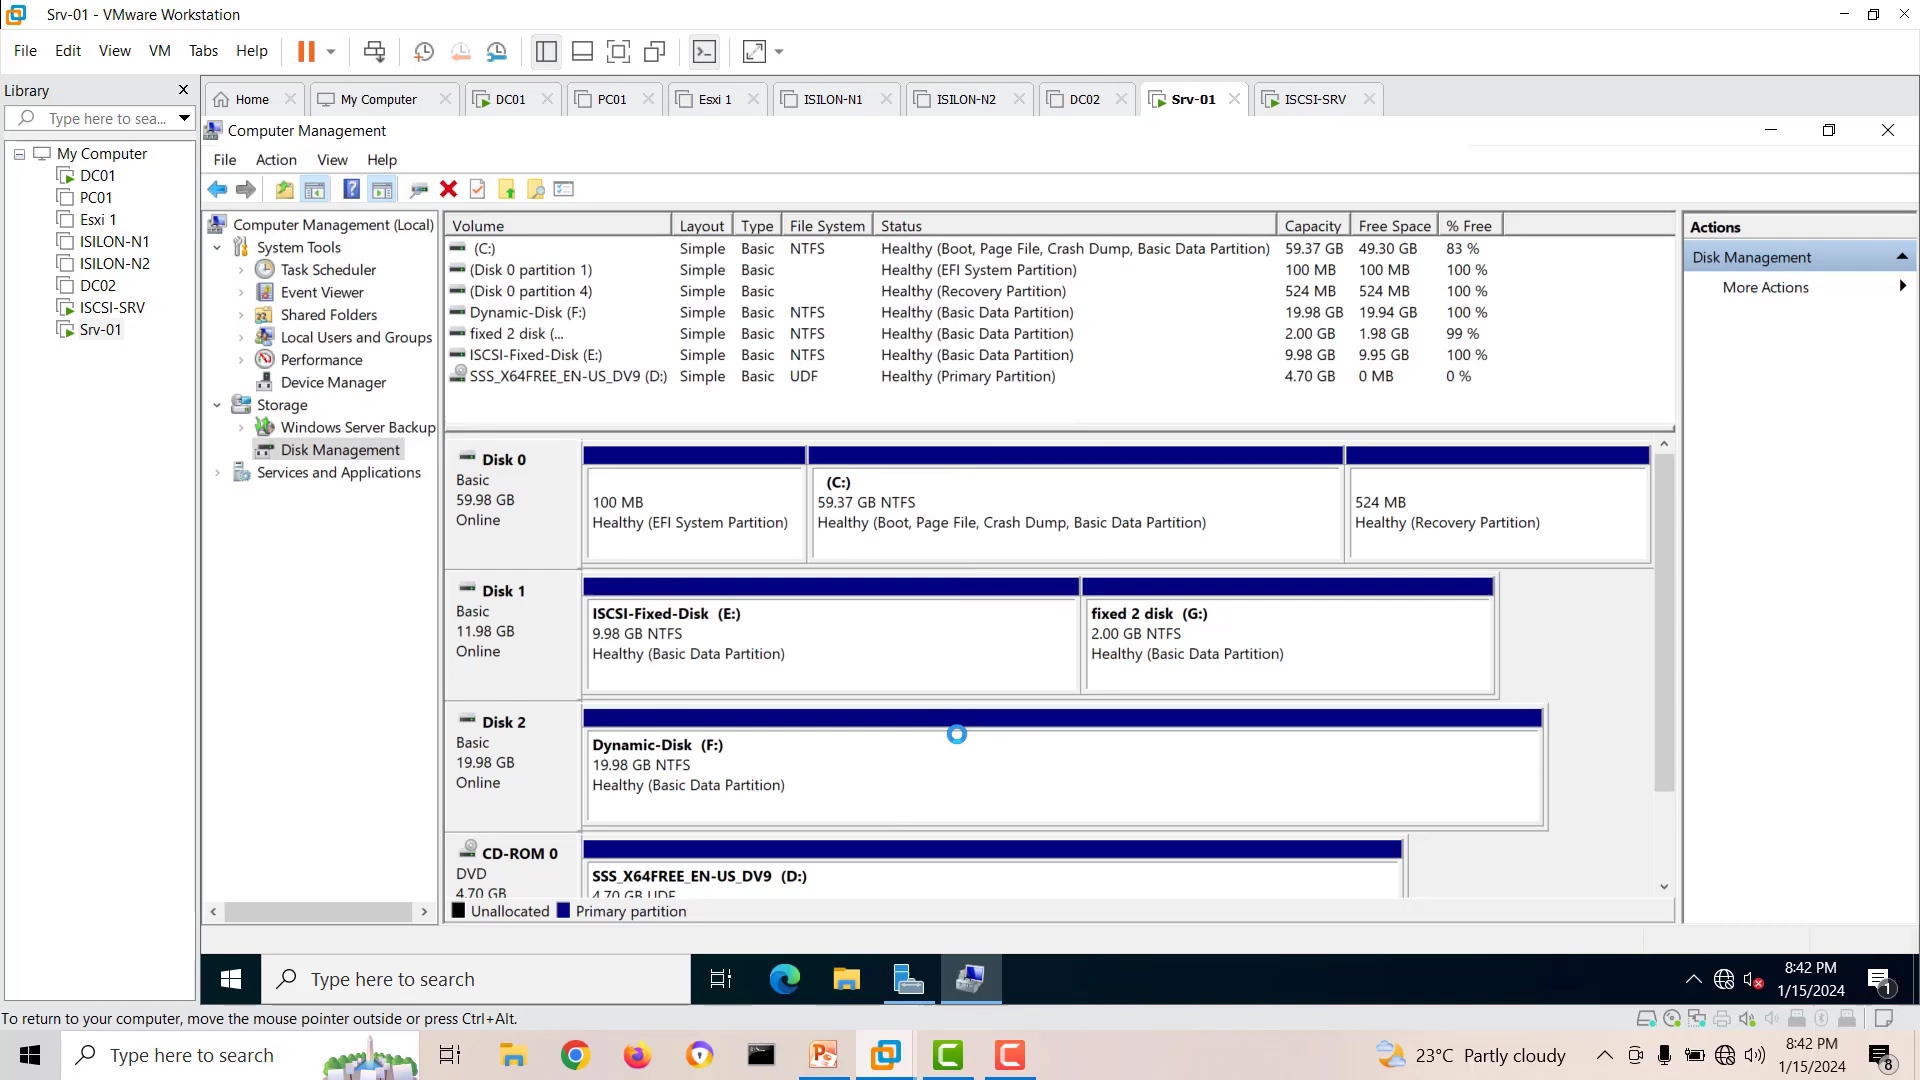 Srv-01 - VMware Workstation
File Edit View VM Tabs Help
Library
Type here to sea...
My Computer
DC01
PC01
Esxi 1
ISILON-N1
ISILON-N2
DC02
ISCSI-SRV
Srv-01
Home My Computer DC01 PC01 Esxi 1 ISILON-N1 ISILON-N2 DC02 Srv-01 ISCSI-SRV
Computer Management
File Action View Help
Computer Management (Local)
System Tools
Task Scheduler
Event Viewer
Shared Folders
Local Users and Groups
Performance
Device Manager
Storage
Windows Server Backup
Disk Management
Services and Applications
Volume Layout Type File System Status Capacity Free Space % Free
(C:) Simple Basic NTFS Healthy (Boot, Page File, Crash Dump, Basic Data Partition) 59.37 GB 49.30 GB 83 %
(Disk 0 partition 1) Simple Basic Healthy (EFI System Partition) 100 MB 100 MB 100 %
(Disk 0 partition 4) Simple Basic Healthy (Recovery Partition) 524 MB 524 MB 100 %
Dynamic-Disk (F:) Simple Basic NTFS Healthy (Basic Data Partition) 19.98 GB 19.94 GB 100 %
fixed 2 disk (... Simple Basic NTFS Healthy (Basic Data Partition) 2.00 GB 1.98 GB 99 %
ISCSI-Fixed-Disk (E:) Simple Basic NTFS Healthy (Basic Data Partition) 9.98 GB 9.95 GB 100 %
SSS_X64FREE_EN-US_DV9 (D:) Simple Basic UDF Healthy (Primary Partition) 4.70 GB 0 MB 0 %
Disk 0
Basic
59.98 GB
Online
100 MB
Healthy (EFI System Partition)
(C:)
59.37 GB NTFS
Healthy (Boot, Page File, Crash Dump, Basic Data Partition)
524 MB
Healthy (Recovery Partition)
Disk 1
Basic
11.98 GB
Online
ISCSI-Fixed-Disk (E:)
9.98 GB NTFS
Healthy (Basic Data Partition)
fixed 2 disk (G:)
2.00 GB NTFS
Healthy (Basic Data Partition)
Disk 2
Basic
19.98 GB
Online
Dynamic-Disk (F:)
19.98 GB NTFS
Healthy (Basic Data Partition)
CD-ROM 0
DVD
4.70 GB
SSS_X64FREE_EN-US_DV9 (D:)
4.70 GB UDF
Unallocated Primary partition
Actions
Disk Management
More Actions
Type here to search
8:42 PM
1/15/2024
1
To return to your computer, move the mouse pointer outside or press Ctrl+Alt.
Type here to search
23°C Partly cloudy
8:42 PM
1/15/2024
8